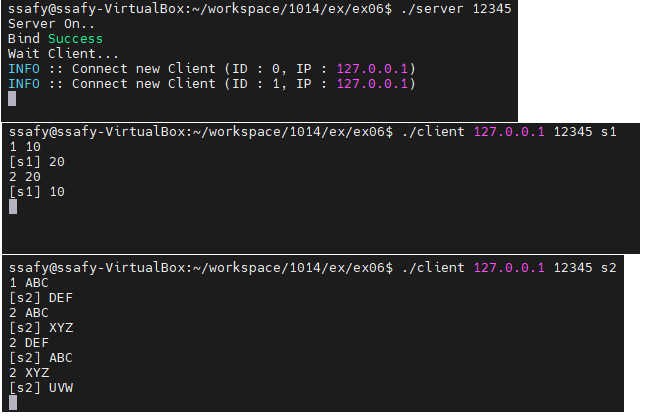 ssafy@ssafy-VirtualBox:~/workspace/1014/ex/ex06$ ./server 12345
Server On..
Bind Success
Wait Client...
INFO :: Connect new Client (ID : 0, IP : 127.0.0.1)
INFO :: Connect new Client (ID : 1, IP : 127.0.0.1)
ssafy@ssafy-VirtualBox:~/workspace/1014/ex/ex06$ ./client 127.0.0.1 12345 s1
1 10
[s1] 20
2 20
[s1] 10
ssafy@ssafy-VirtualBox:~/workspace/1014/ex/ex06$ ./client 127.0.0.1 12345 s2
1 ABC
[s2] DEF
2 ABC
[s2] XYZ
2 DEF
[s2] ABC
2 XYZ
[s2] UVW